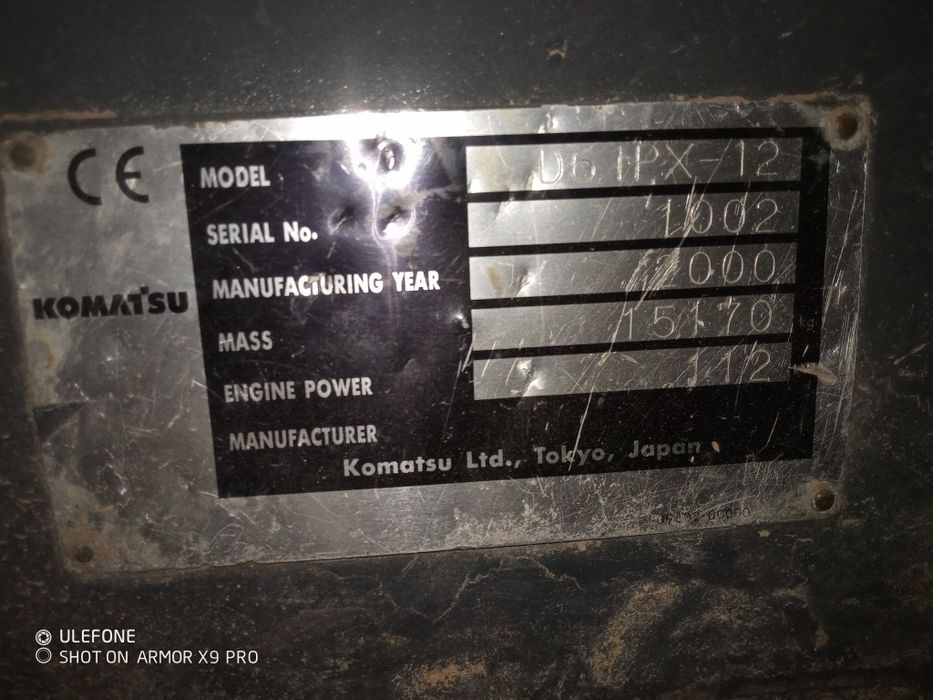 CE
MODEL D61PX-12
SERIAL No. 1002
MANUFACTURING YEAR 2000
KOMATSU
MASS 15170 kg
ENGINE POWER 112
MANUFACTURER
Komatsu Ltd., Tokyo, Japan
ULEFONE
SHOT ON ARMOR X9 PRO